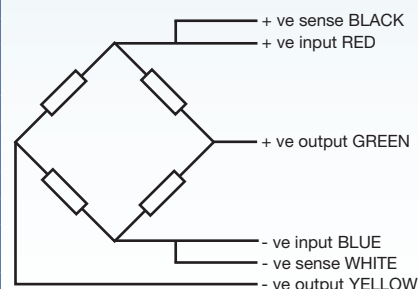 + ve sense BLACK
+ ve input RED
+ ve output GREEN
- ve input BLUE
- ve sense WHITE
- ve output YELLOW